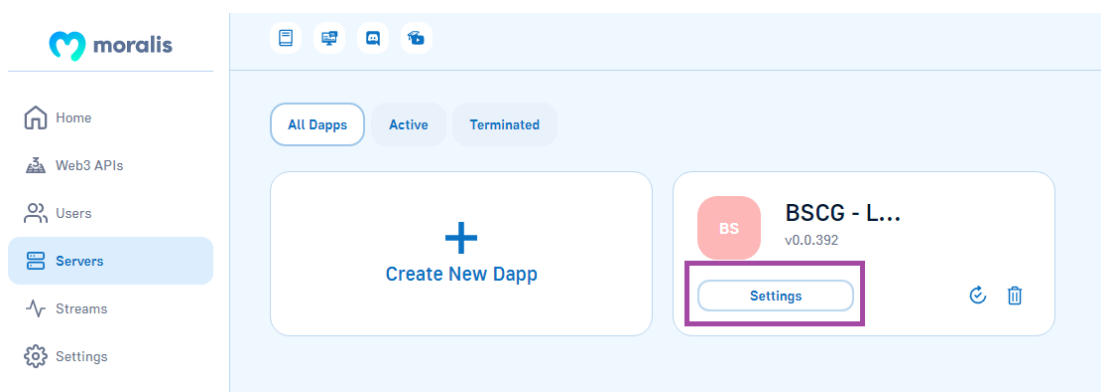 moralis
Home
Web3 APIs
Users
Servers
Streams
Settings
All Dapps
Active
Terminated
Create New Dapp
BS
BSCG - L...
v0.0.392
Settings